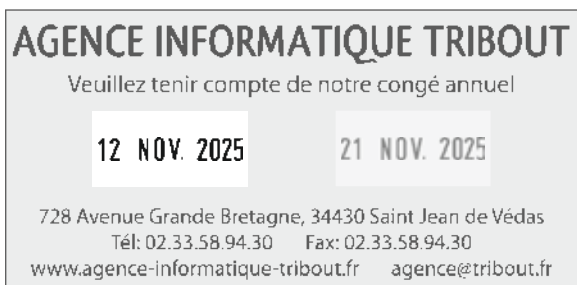 AGENCE INFORMATIQUE TRIBOUT
Veuillez tenir compte de notre congé annuel
12 NOV. 2025 21 NOV. 2025
728 Avenue Grande Bretagne, 34430 Saint Jean de Védas
Tél: 02.33.58.94.30 Fax: 02.33.58.94.30
www.agence-informatique-tribout.fr agence@tribout.fr